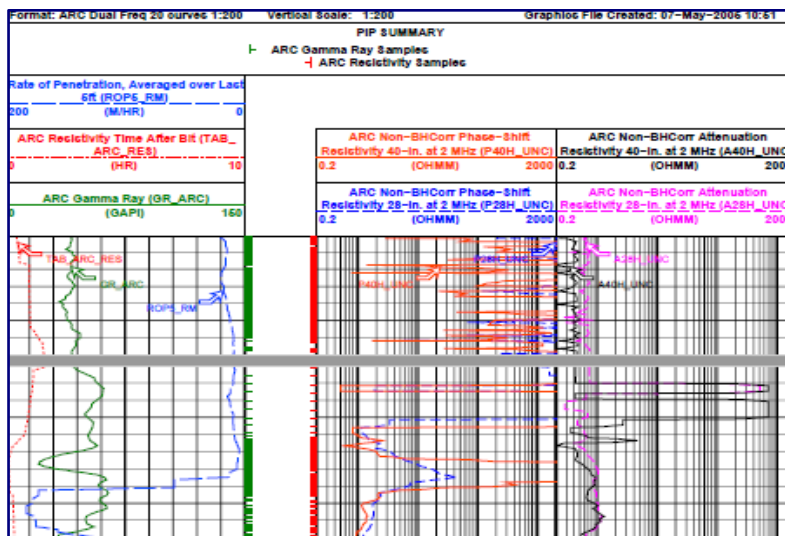 Format: ARC Dual Freq 20 curves 1:200 Vertical Scale: 1:200 Graphics File Created: 07-May-2005 10:51
PIP SUMMARY
ARC Gamma Ray Samples
ARC Resistivity Samples
Rate of Penetration, Averaged over Last
5ft (ROP5_RM)
200 (M/HR) 0
ARC Resistivity Time After Bit (TAB_
ARC_RES)
0 (HR) 10
ARC Gamma Ray (GR_ARC)
0 (GAPI) 150
ARC Non-BHCorr Phase-Shift
Resistivity 40-in. at 2 MHz (P40H_UNC)
0.2 (OHMM) 2000
ARC Non-BHCorr Phase-Shift
Resistivity 28-in. at 2 MHz (P28H_UNC)
0.2 (OHMM) 2000
ARC Non-BHCorr Attenuation
Resistivity 40-in. at 2 MHz (A40H_UNC
0.2 (OHMM) 200
ARC Non-BHCorr Attenuation
Resistivity 28-in. at 2 MHz (A28H_UNC
0.2 (OHMM) 200
TAB_ARC_RES
GR_ARC
ROP5_RM
P28H_UNC
P40H_UNC
A28H_UNC
A40H_UNC